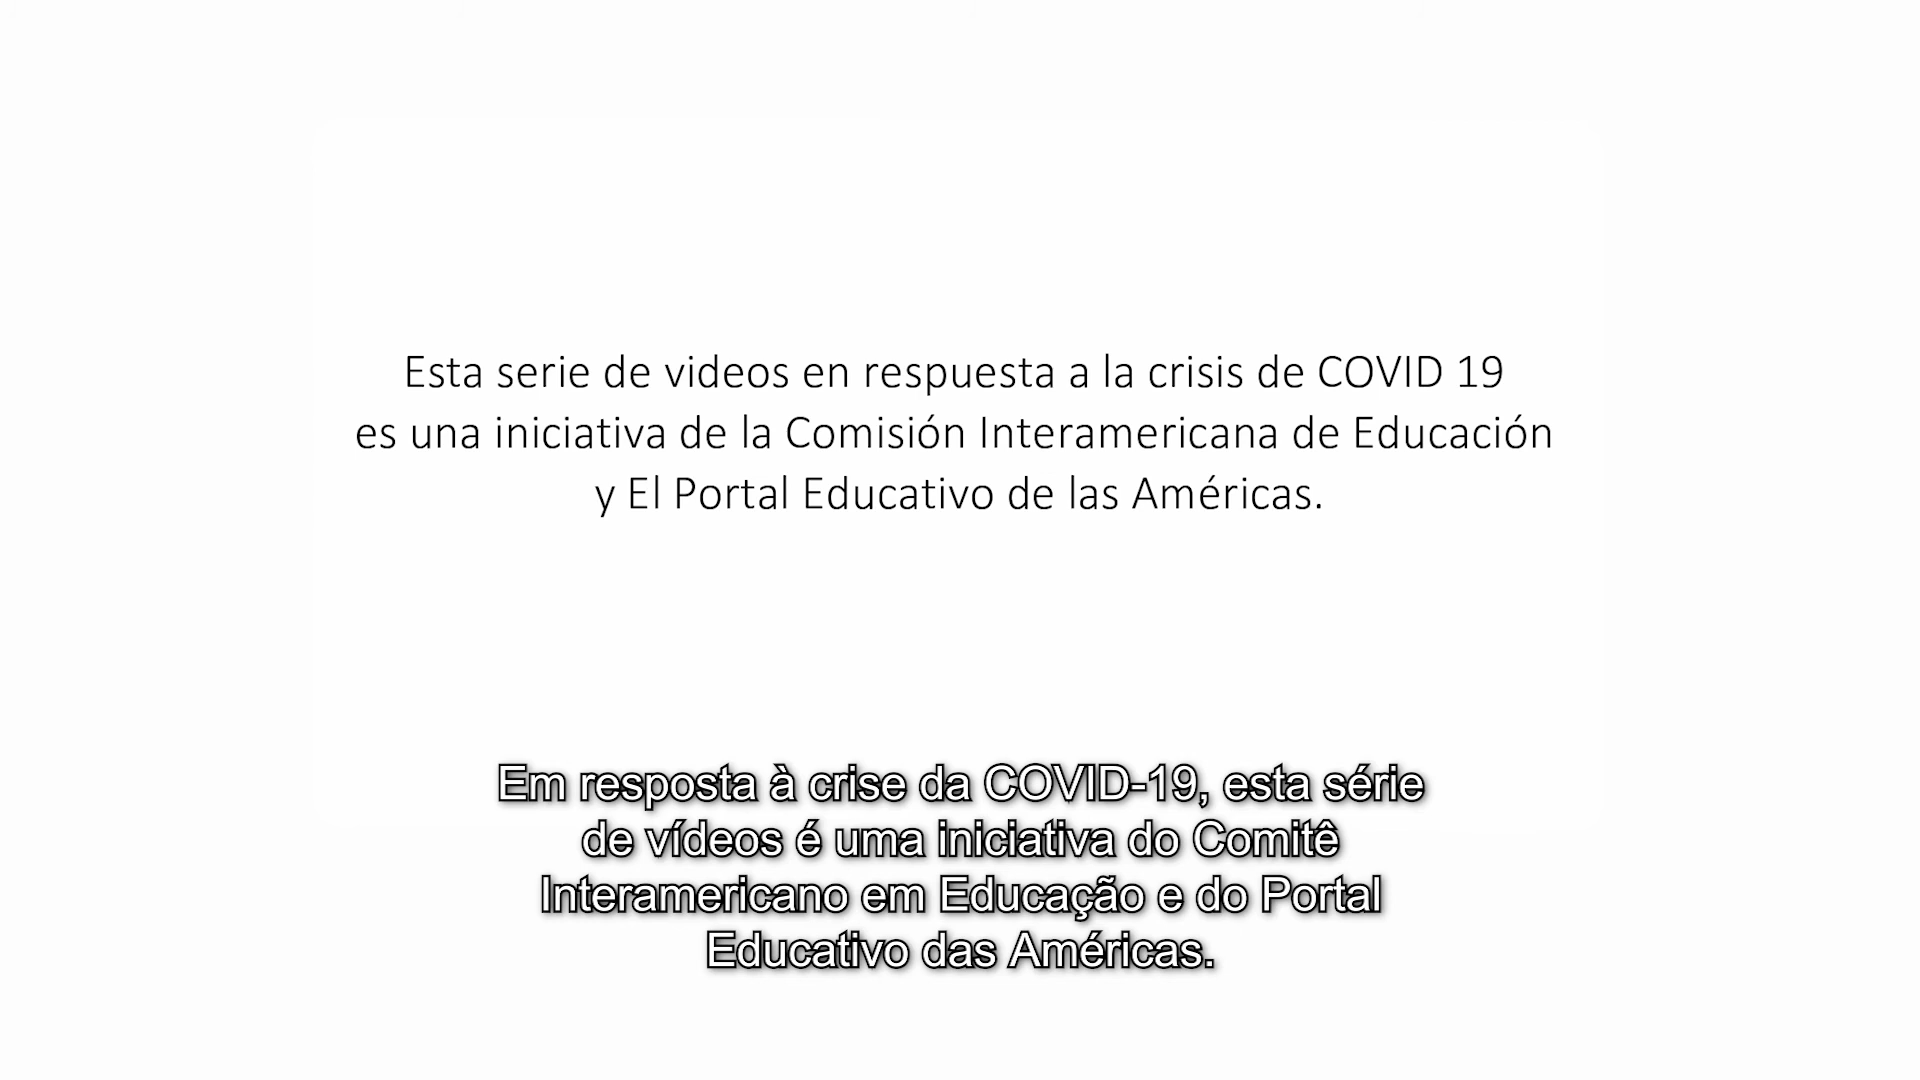 Esta serie de videos en respuesta a la crisis de COVID 19
es una iniciativa de la Comisión Interamericana de Educación
y El Portal Educativo de las Américas.
Em resposta à crise da COVID-19, esta série
de vídeos é uma iniciativa do Comitê
Interamericano em Educação e do Portal
Educativo das Américas.